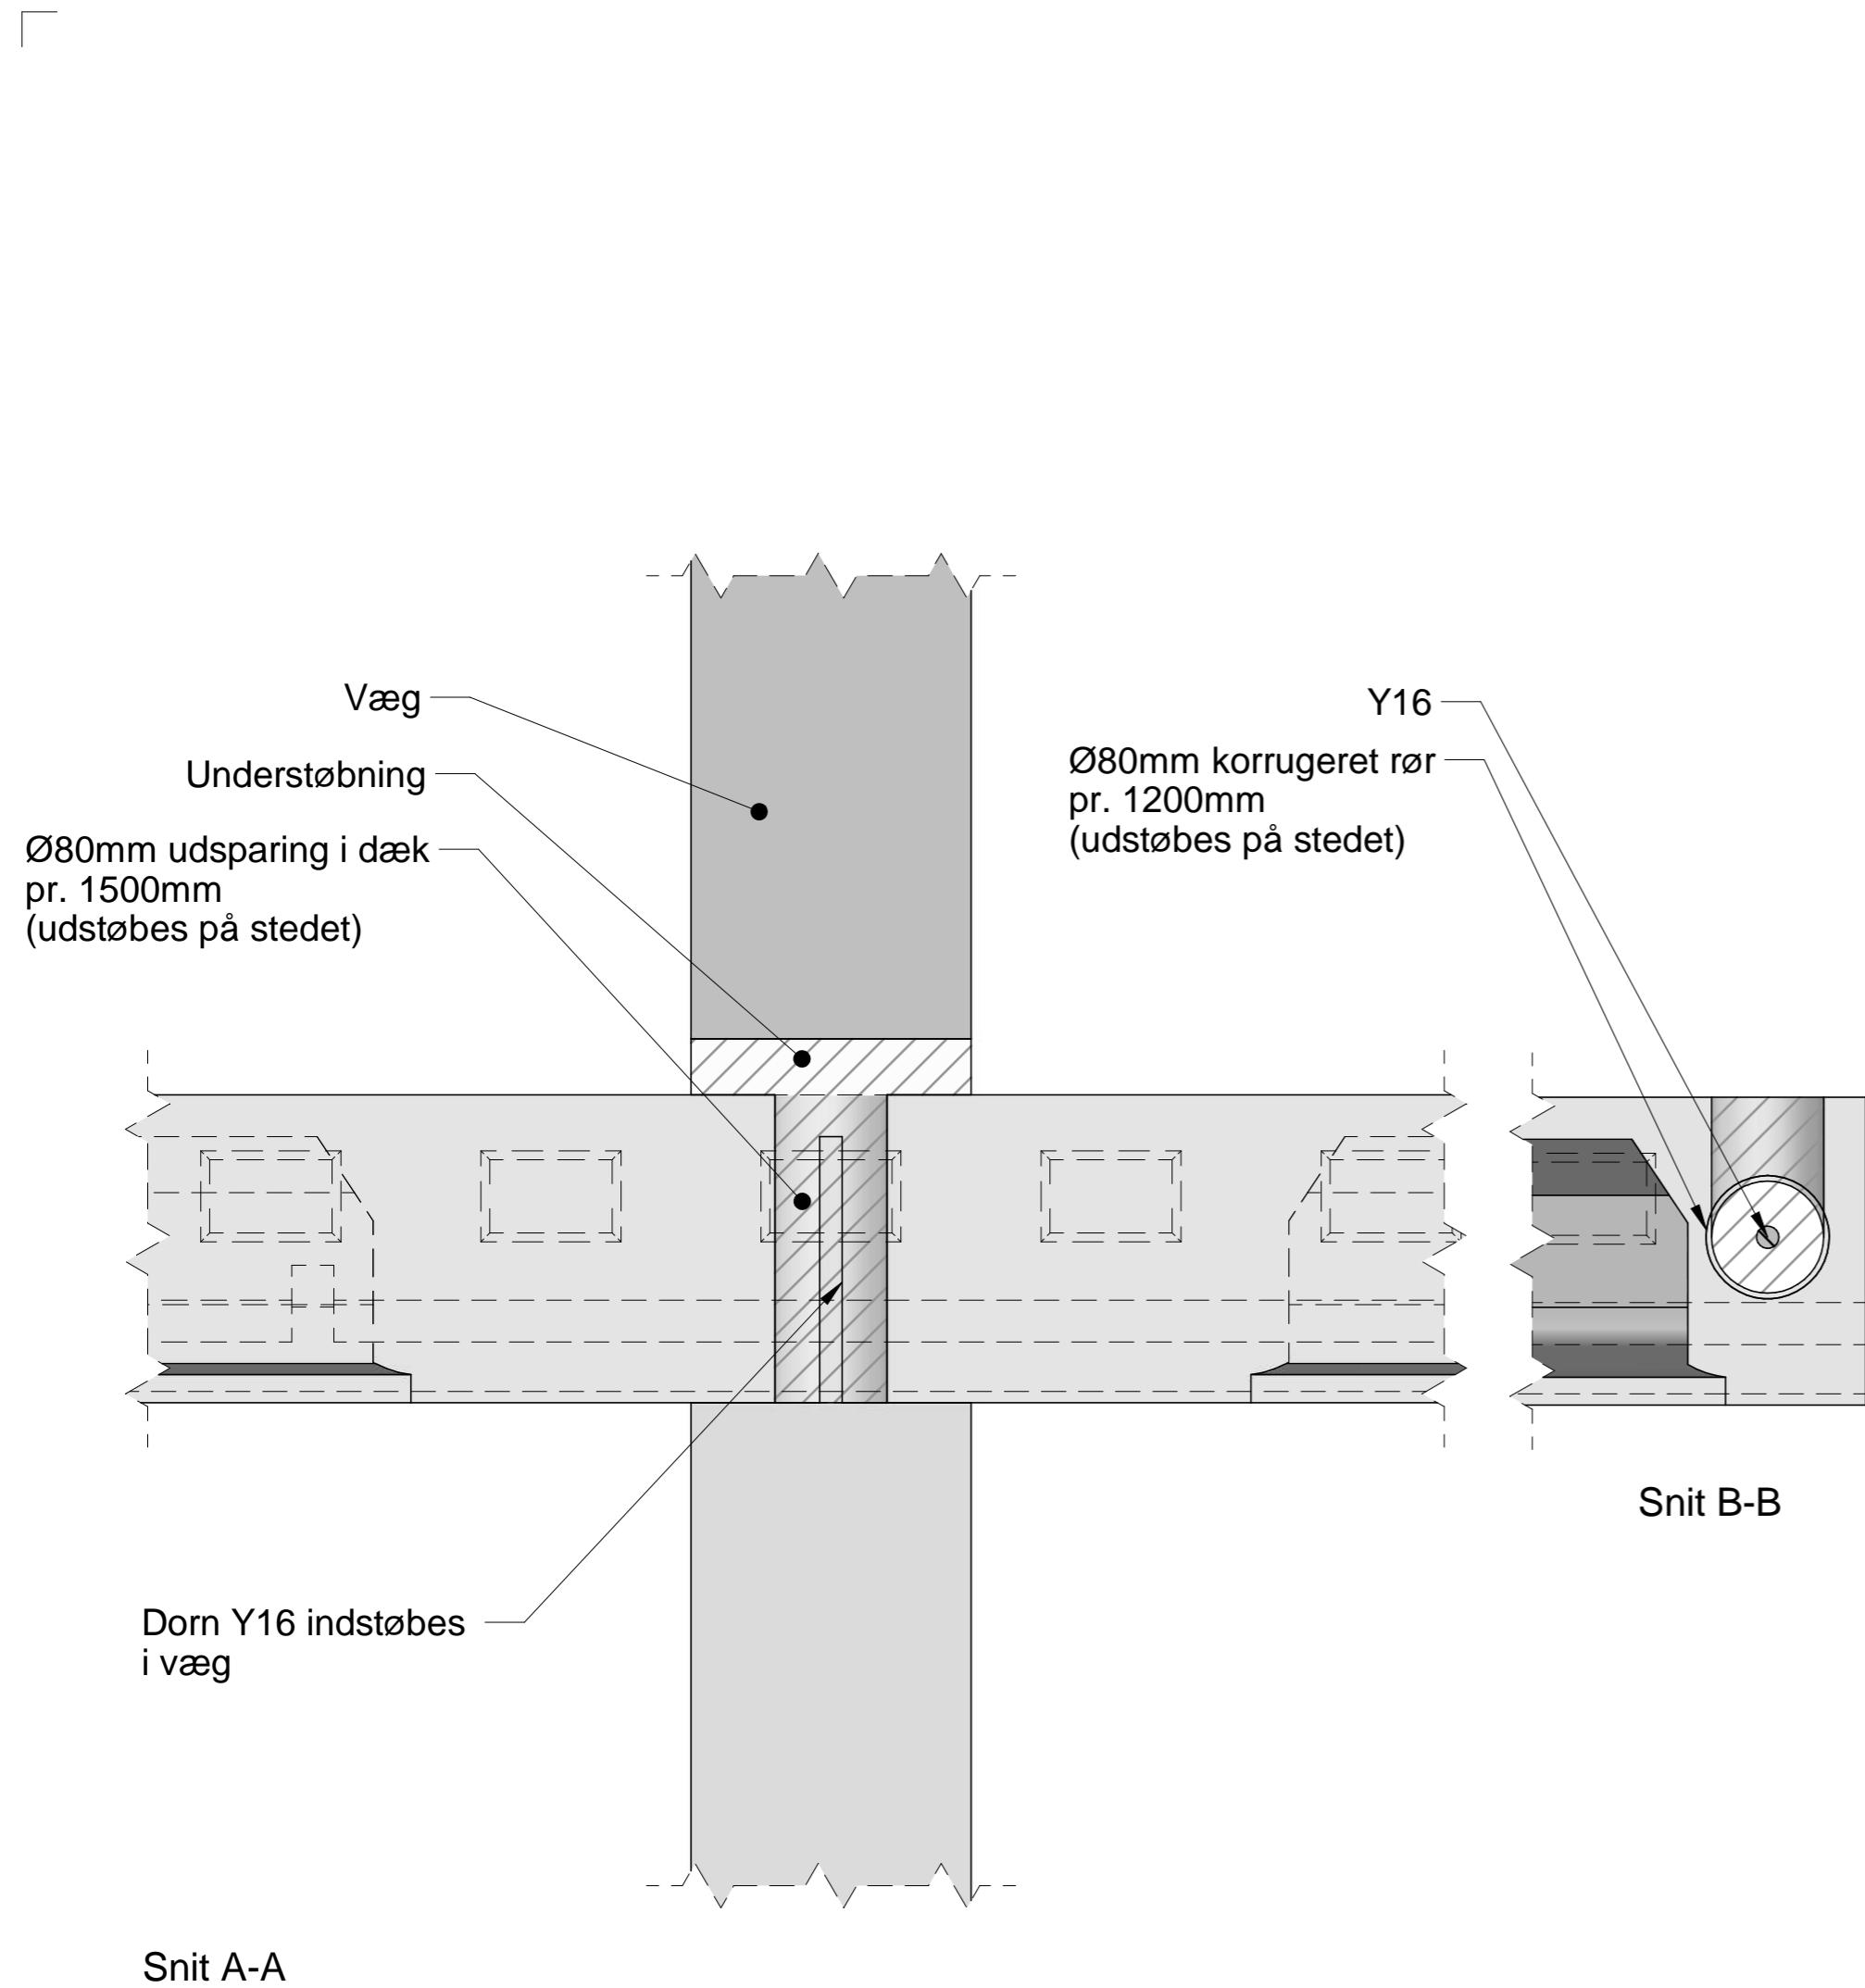 Væg
Understøbning
Ø80mm udsparing i dæk
pr. 1500mm
(udstøbes på stedet)
Y16
Ø80mm korrugeret rør
pr. 1200mm
(udstøbes på stedet)
Snit B-B
Dorn Y16 indstøbes
i væg
Snit A-A